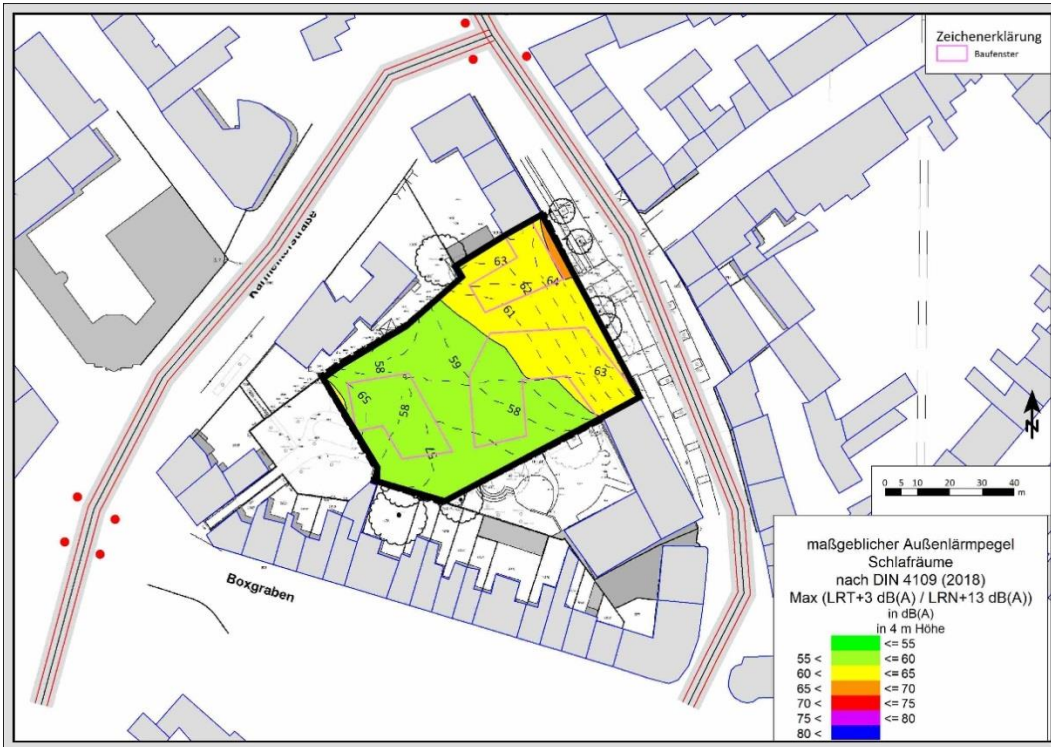 Zeichenerklärung
Baufenster
63
62
64
61
59
58
63
59
58
58
57
Boxgraben
N
0 5 10 20 30 40
m
maßgeblicher Außenlärmpegel
Schlafräume
nach DIN 4109 (2018)
Max (LRT+3 dB(A) / LRN+13 dB(A))
in dB(A)
in 4 m Höhe
<= 55
55 < <= 60
60 < <= 65
65 < <= 70
70 < <= 75
75 < <= 80
80 <